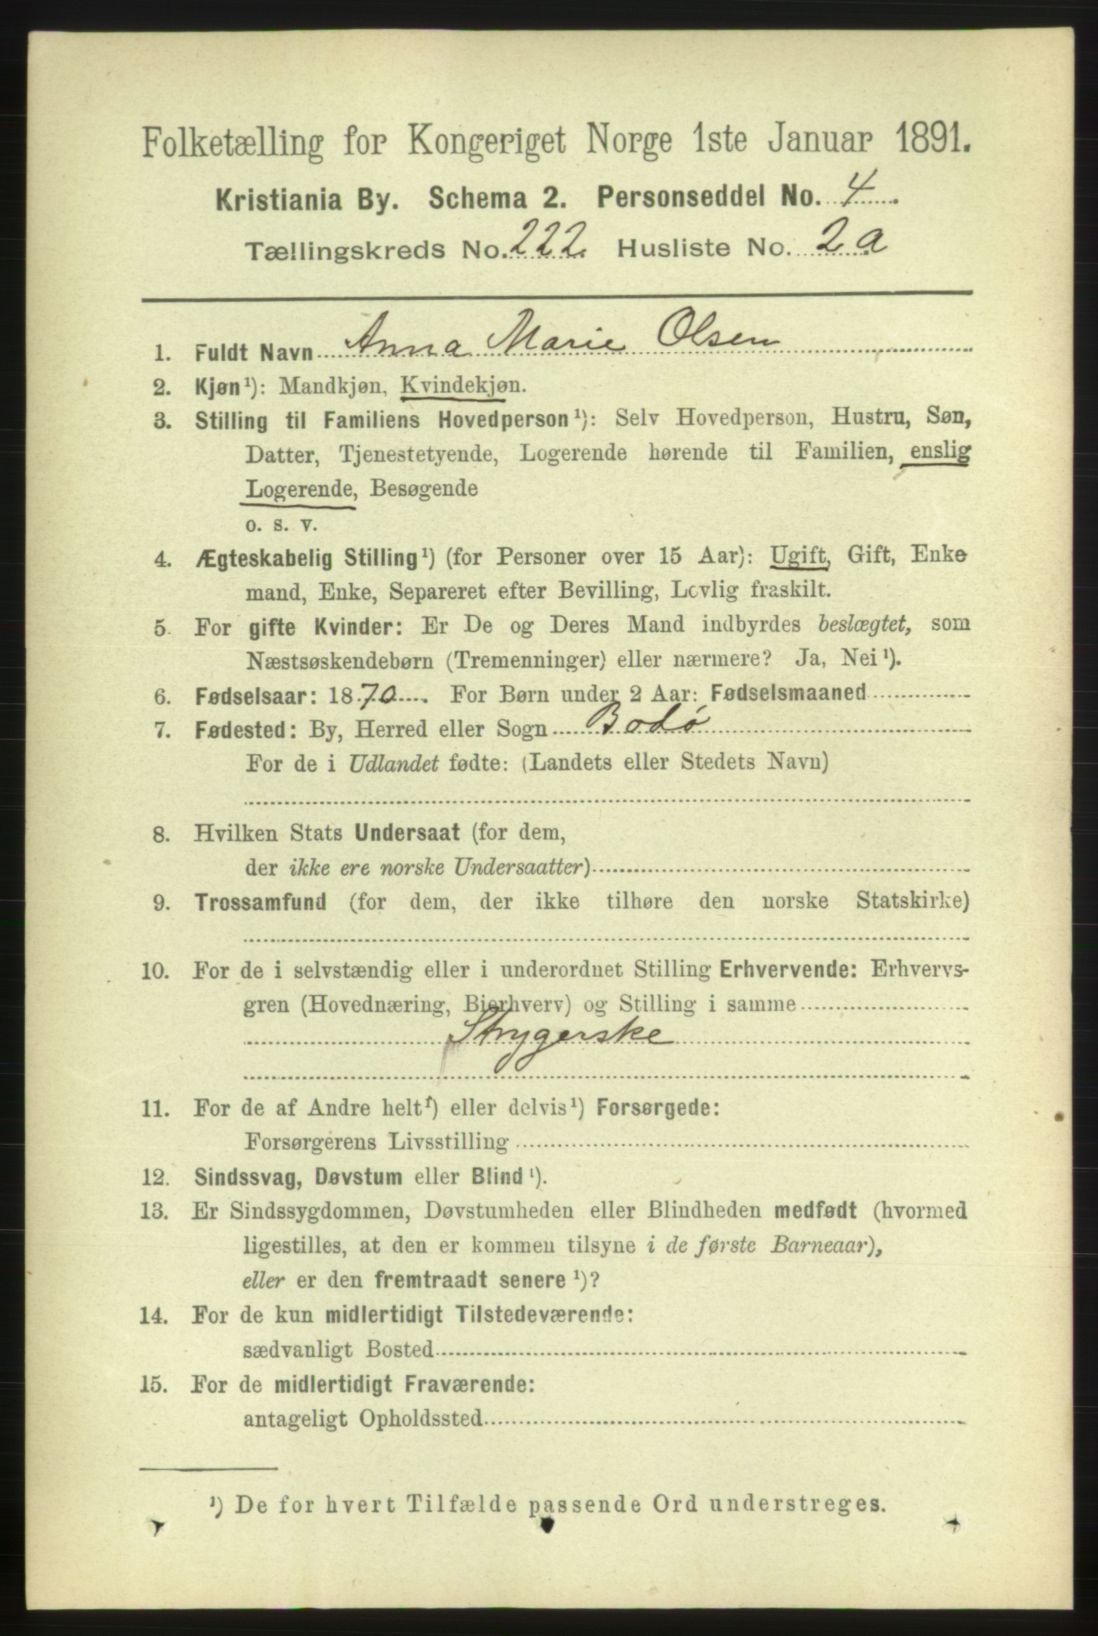 Folketælling for Kongeriget Norge 1ste Januar 1891.
Kristiania By. Schema 2. Personseddel No. 4
Tællingskreds No. 222. Husliste No. 2 a
1. Fuldt Navn Anna Marie Olsen
2. Kjøn¹): Mandkjøn, Kvindekjøn.
3. Stilling til Familiens Hovedperson¹): Selv Hovedperson, Hustru, Søn,
Datter, Tjenestetyende, Logerende hørende til Familien, enslig
Logerende, Besøgende
o. s. v.
4. Ægteskabelig Stilling¹) (for Personer over 15 Aar): Ugift, Gift, Enke
mand, Enke, Separeret efter Bevilling, Lovlig fraskilt.
5. For gifte Kvinder: Er De og Deres Mand indbyrdes beslægtet, som
Næstsøskendebørn (Tremenninger) eller nærmere? Ja, Nei¹).
6. Fødselsaar: 1870. For Børn under 2 Aar: Fødselsmaaned
7. Fødested: By, Herred eller Sogn Bodø
For de i Udlandet fødte: (Landets eller Stedets Navn)
8. Hvilken Stats Undersaat (for dem,
der ikke ere norske Undersaatter)
9. Trossamfund (for dem, der ikke tilhøre den norske Statskirke)
10. For de i selvstændig eller i underordnet Stilling Erhvervende: Erhvervs-
gren (Hovednæring, Bierhverv) og Stilling i samme
Strygerske
11. For de af Andre helt¹) eller delvis¹) Forsørgede:
Forsørgerens Livsstilling
12. Sindssvag, Døvstum eller Blind¹).
13. Er Sindssygdommen, Døvstumheden eller Blindheden medfødt (hvormed
ligestilles, at den er kommen tilsyne i de første Barneaar),
eller er den fremtraadt senere¹)?
14. For de kun midlertidigt Tilstedeværende:
sædvanligt Bosted
15. For de midlertidigt Fraværende:
antageligt Opholdssted
¹) De for hvert Tilfælde passende Ord understreges.